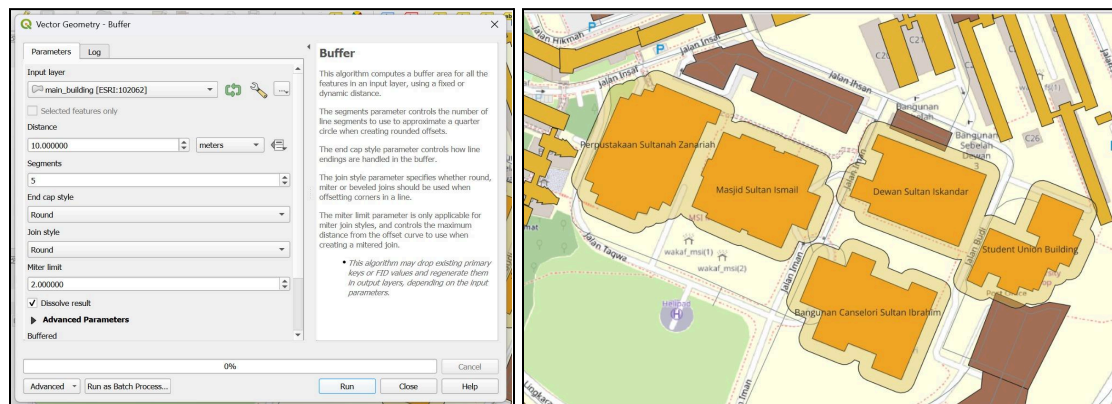 Vector Geometry - Buffer
Parameters
Log
Input layer
main_building [ESRI:102062]
Selected features only
Distance
10.000000
meters
Segments
5
End cap style
Round
Join style
Round
Miter limit
2.000000
Dissolve result
Advanced Parameters
Buffered
Buffer
This algorithm computes a buffer area for all the
features in an input layer, using a fixed or
dynamic distance.
The segments parameter controls the number of
line segments to use to approximate a quarter
circle when creating rounded offsets.
The end cap style parameter controls how line
endings are handled in the buffer.
The join style parameter specifies whether round,
miter or beveled joins should be used when
offsetting corners in a line.
The miter limit parameter is only applicable for
miter join styles, and controls the maximum
distance from the offset curve to use when
creating a mitered join.
• This algorithm may drop existing primary
keys or FID values and regenerate them
in output layers, depending on the input
parameters.
0%
Cancel
Advanced
Run as Batch Process...
Run
Close
Help
Jalan Hikmah
P
Jalan Insaf
Jalan Insaf
P
C25
C21
Jalan Ihsan
Bangunan
Sebelah
Bangunan
Sebelah
Dewan
C26
Perpustakaan Sultanah Zanariah
Masjid Sultan Ismail
Jalan Iman
Dewan Sultan Iskandar
MSI
wakaf_msi(1)
wakaf_msi(2)
Jalan Taqwa
Jalan Budi
Student Union Building
Jalan Iman
Helipad
H
Bangunan Canselori Sultan Ibrahim
Post Office
Jalan Iman
Lingkara